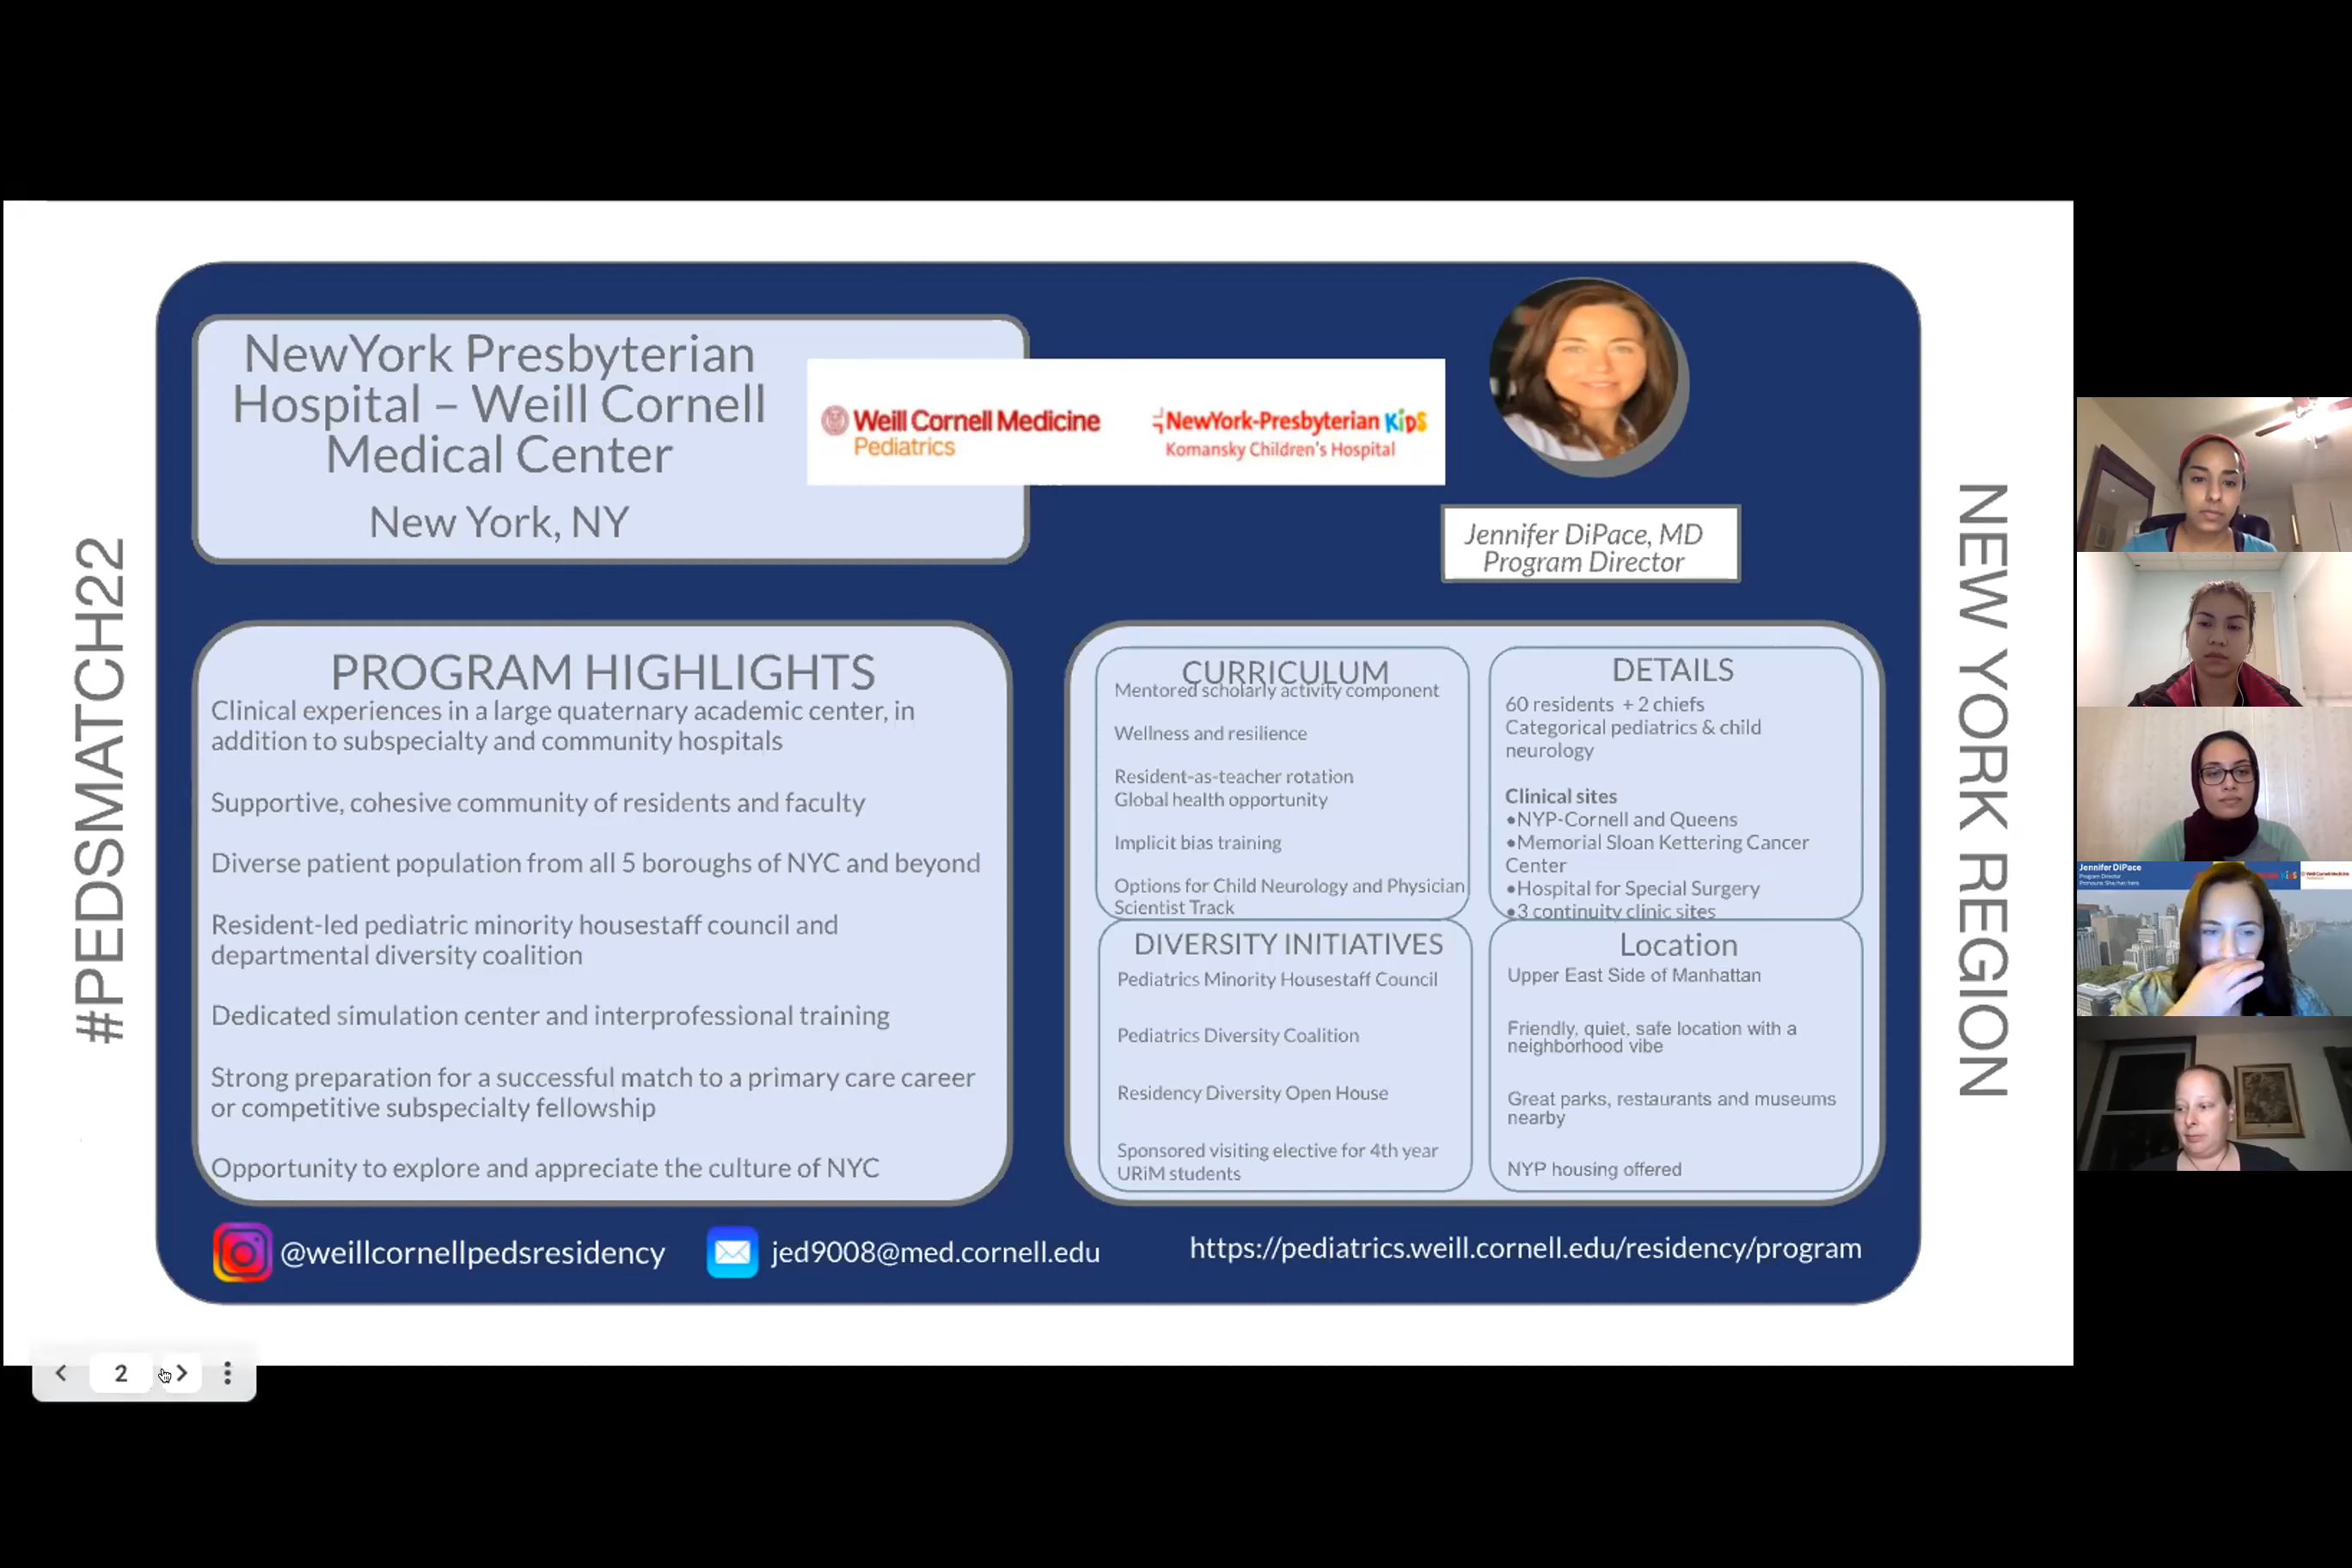 #PEDSMATCH22
NewYork Presbyterian
Hospital – Weill Cornell
Medical Center
New York, NY
Weill Cornell Medicine
Pediatrics
NewYork-Presbyterian KiDS
Komansky Children's Hospital
Jennifer DiPace, MD
Program Director
PROGRAM HIGHLIGHTS
Clinical experiences in a large quaternary academic center, in
addition to subspecialty and community hospitals
Supportive, cohesive community of residents and faculty
Diverse patient population from all 5 boroughs of NYC and beyond
Resident-led pediatric minority housestaff council and
departmental diversity coalition
Dedicated simulation center and interprofessional training
Strong preparation for a successful match to a primary care career
or competitive subspecialty fellowship
Opportunity to explore and appreciate the culture of NYC
CURRICULUM
Mentored scholarly activity component
Wellness and resilience
Resident-as-teacher rotation
Global health opportunity
Implicit bias training
Options for Child Neurology and Physician
Scientist Track
DETAILS
60 residents + 2 chiefs
Categorical pediatrics & child
neurology
Clinical sites
•NYP-Cornell and Queens
•Memorial Sloan Kettering Cancer
Center
•Hospital for Special Surgery
•3 continuity clinic sites
DIVERSITY INITIATIVES
Pediatrics Minority Housestaff Council
Pediatrics Diversity Coalition
Residency Diversity Open House
Sponsored visiting elective for 4th year
URiM students
Location
Upper East Side of Manhattan
Friendly, quiet, safe location with a
neighborhood vibe
Great parks, restaurants and museums
nearby
NYP housing offered
@weillcornellpedsresidency
jed9008@med.cornell.edu
https://pediatrics.weill.cornell.edu/residency/program
NEW YORK REGION
2
Jennifer DiPace
Program Director
Pronouns: She/her/hers
KiDS
Weill Cornell Medicine